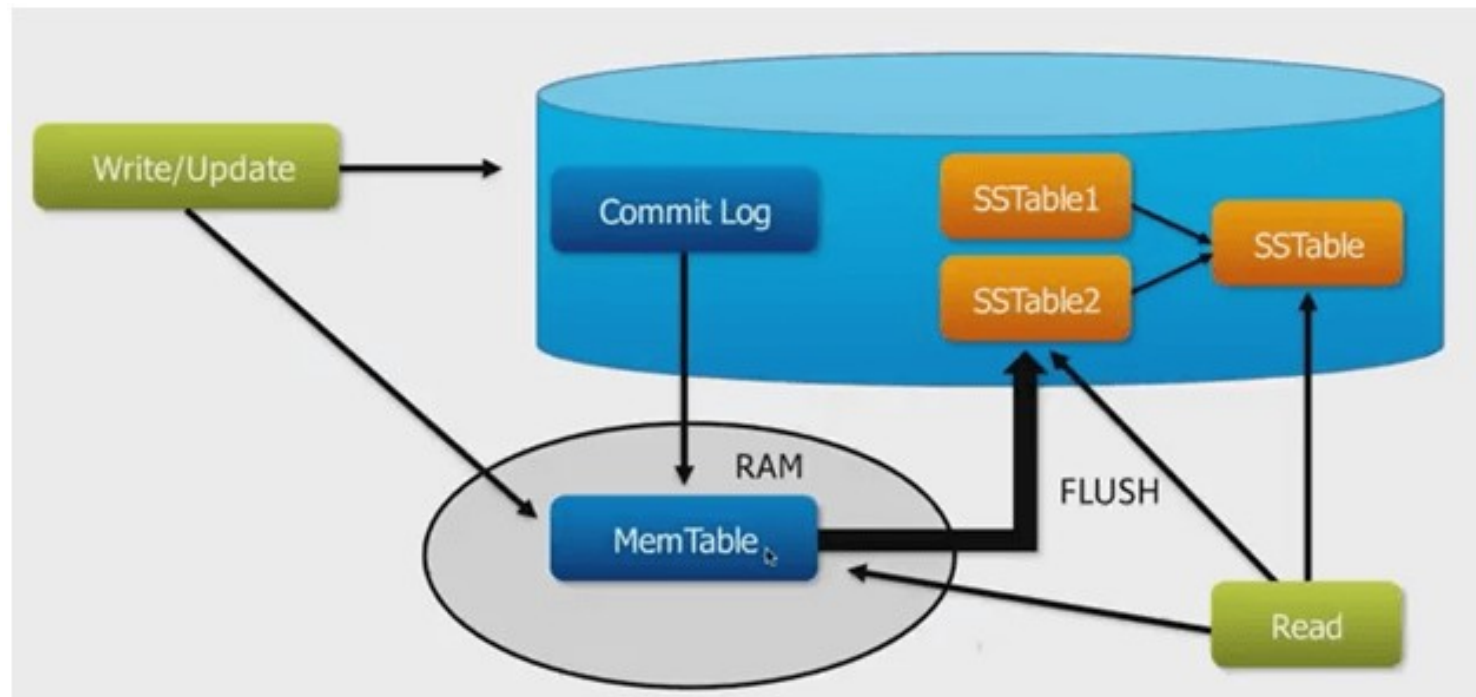 Write/Update
Commit Log
SSTable1
SSTable2
SSTable
RAM
MemTable
FLUSH
Read